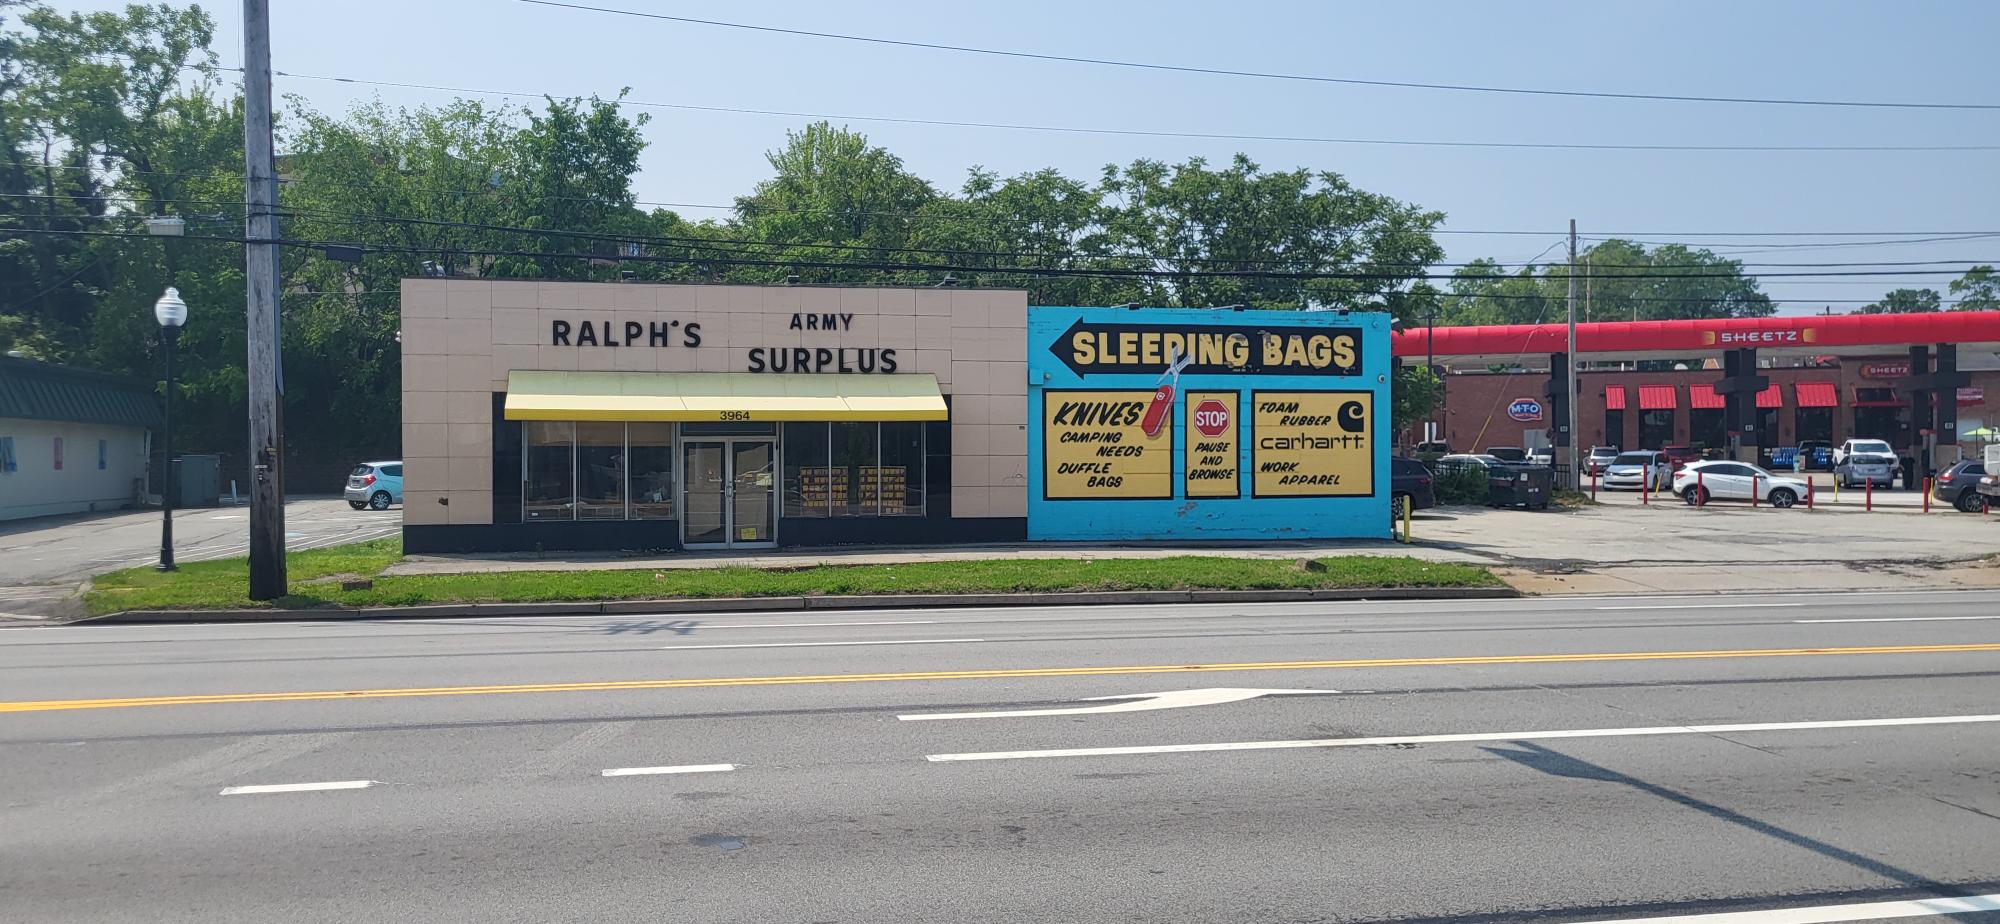 RALPH'S
ARMY
SURPLUS
3964
SLEEPING BAGS
KNIVES
CAMPING
NEEDS
DUFFLE
BAGS
STOP
PAUSE
AND
BROWSE
FOAM
RUBBER
carhartt
WORK
APPAREL
SHEETZ
M·T·O
SHEETZ